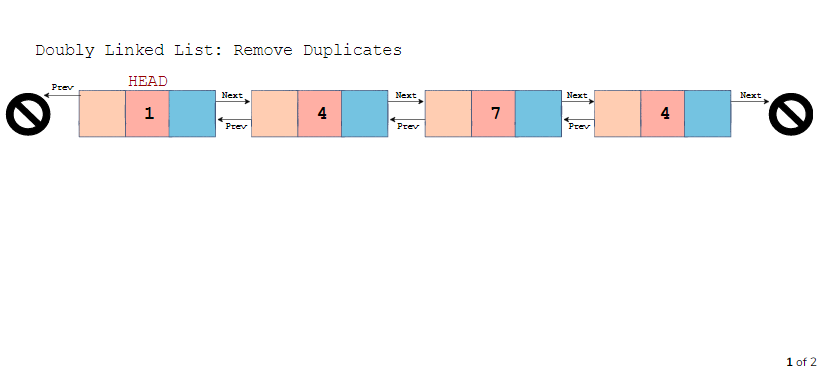 Doubly Linked List: Remove Duplicates
HEAD
Prev
Next
Next
Next
Next
1
4
7
4
Prev
Prev
Prev
1 of 2